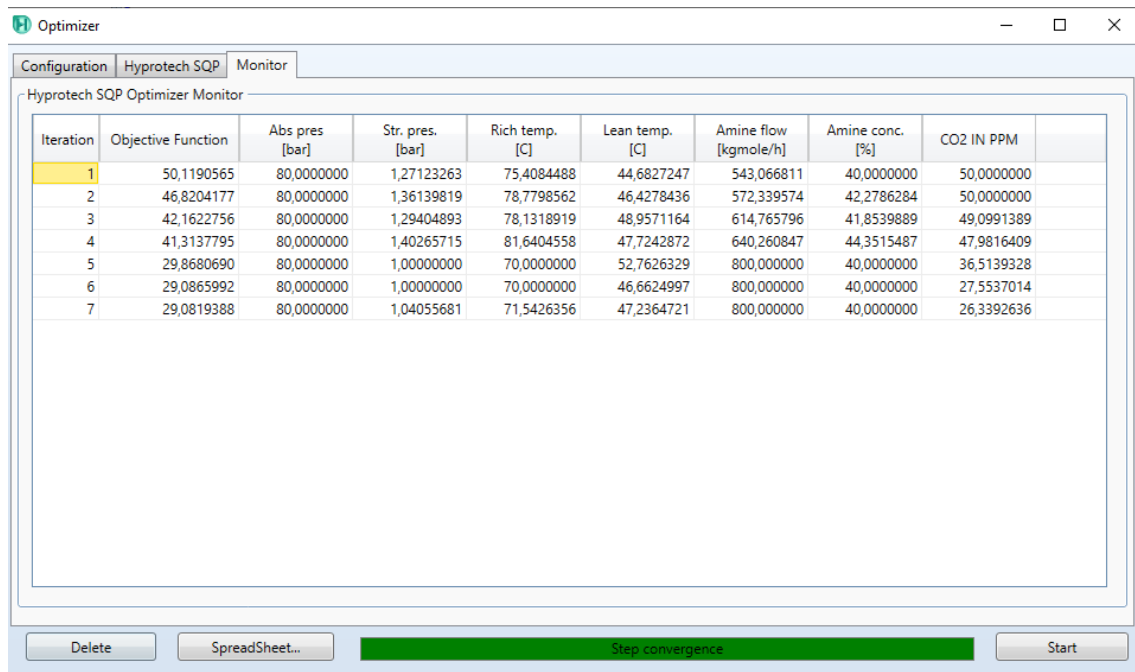 Optimizer
Configuration Hyprotech SQP Monitor
Hyprotech SQP Optimizer Monitor
Iteration Objective Function Abs pres [bar] Str. pres. [bar] Rich temp. [C] Lean temp. [C] Amine flow [kgmole/h] Amine conc. [%] CO2 IN PPM
1 50,1190565 80,0000000 1,27123263 75,4084488 44,6827247 543,066811 40,0000000 50,0000000
2 46,8204177 80,0000000 1,36139819 78,7798562 46,4278436 572,339574 42,2786284 50,0000000
3 42,1622756 80,0000000 1,29404893 78,1318919 48,9571164 614,765796 41,8539889 49,0991389
4 41,3137795 80,0000000 1,40265715 81,6404558 47,7242872 640,260847 44,3515487 47,9816409
5 29,8680690 80,0000000 1,00000000 70,0000000 52,7626329 800,000000 40,0000000 36,5139328
6 29,0865992 80,0000000 1,00000000 70,0000000 46,6624997 800,000000 40,0000000 27,5537014
7 29,0819388 80,0000000 1,04055681 71,5426356 47,2364721 800,000000 40,0000000 26,3392636
Delete SpreadSheet... Step convergence Start